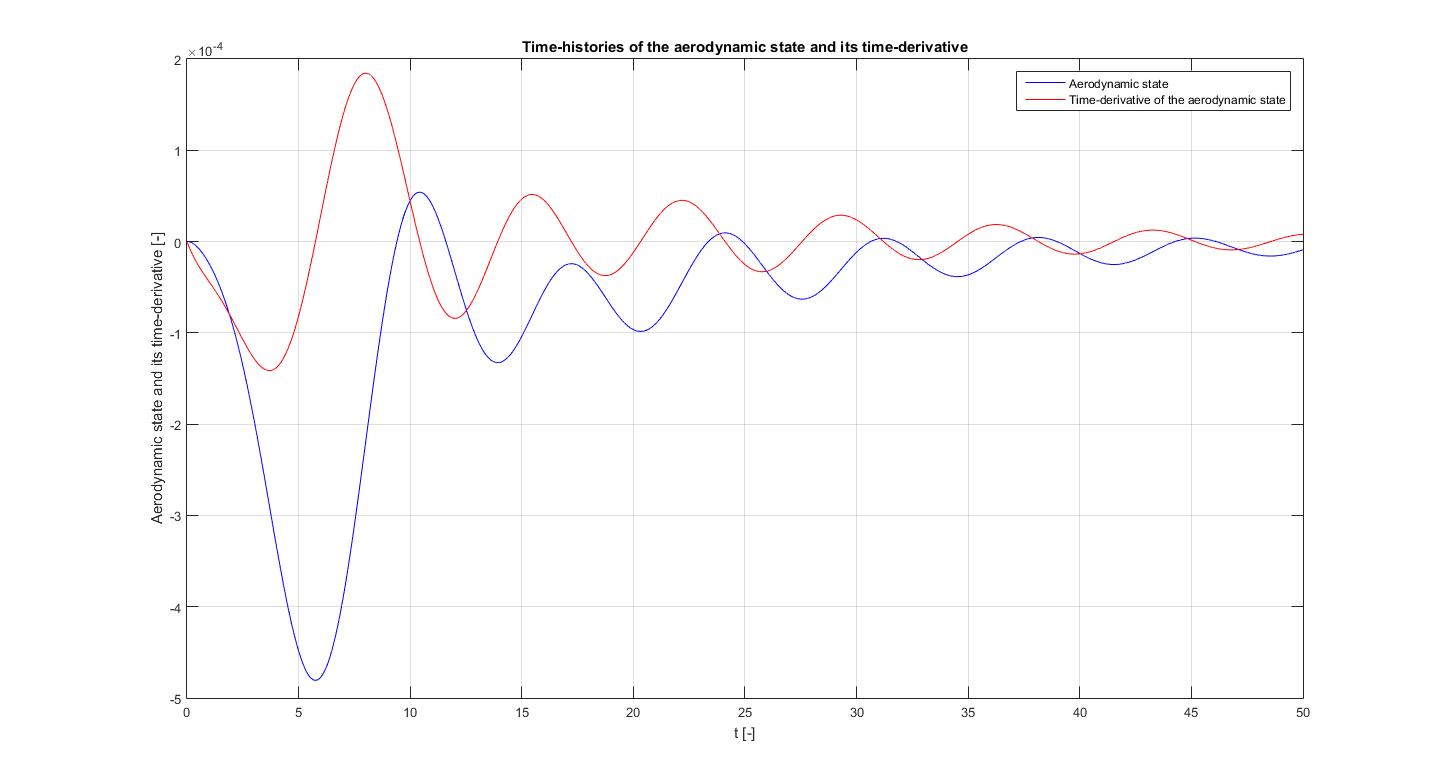 Time-histories of the aerodynamic state and its time-derivative
×10-4
Aerodynamic state
Time-derivative of the aerodynamic state
Aerodynamic state and its time-derivative [-]
2
1
0
-1
-2
-3
-4
-5
0 5 10 15 20 25 30 35 40 45 50
t [-]